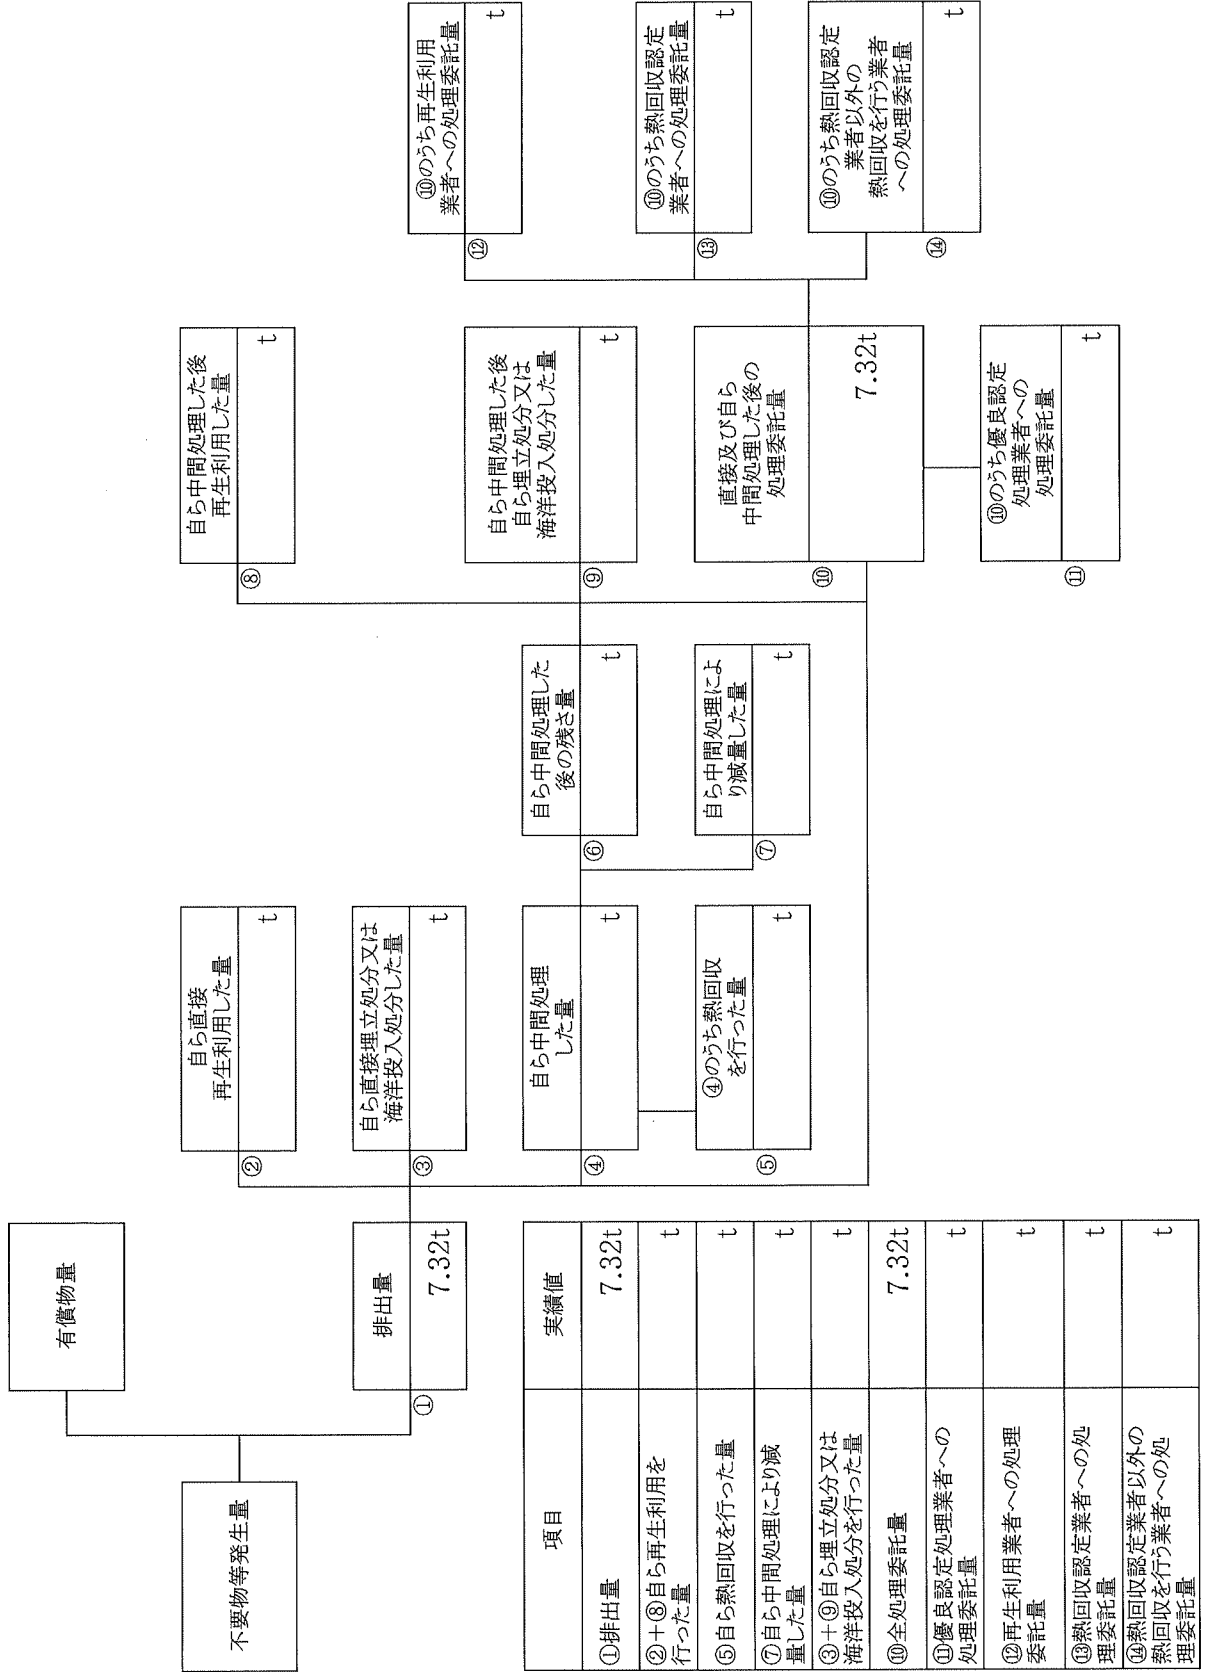 不要物等発生量
有償物量
排出量
①
7.32t
自ら直接
再生利用した量
②
t
自ら直接埋立処分又は
海洋投入処分した量
③
t
自ら中間処理
した量
④
t
④のうち熱回収
を行った量
⑤
t
自ら中間処理した
後の残さ量
⑥
t
自ら中間処理によ
り減量した量
⑦
t
自ら中間処理した後
再生利用した量
⑧
t
自ら中間処理した後
自ら埋立処分又は
海洋投入処分した量
⑨
t
直接及び自ら
中間処理した後の
処理委託量
⑩
7.32t
⑩のうち優良認定
処理業者への
処理委託量
⑪
t
⑩のうち再生利用
業者への処理委託量
⑫
t
⑩のうち熱回収認定
業者への処理委託量
⑬
t
⑩のうち熱回収認定
業者以外の
熱回収を行う業者
への処理委託量
⑭
t
項目 実績値
①排出量 7.32t
②+⑧自ら再生利用を
行った量 t
⑤自ら熱回収を行った量 t
⑦自ら中間処理により減
量した量 t
③+⑨自ら埋立処分又は
海洋投入処分を行った量 t
⑩全処理委託量 7.32t
⑪優良認定処理業者への
処理委託量 t
⑫再生利用業者への処理
委託量 t
⑬熱回収認定業者への処
理委託量 t
⑭熱回収認定業者以外の
熱回収を行う業者への処
理委託量 t